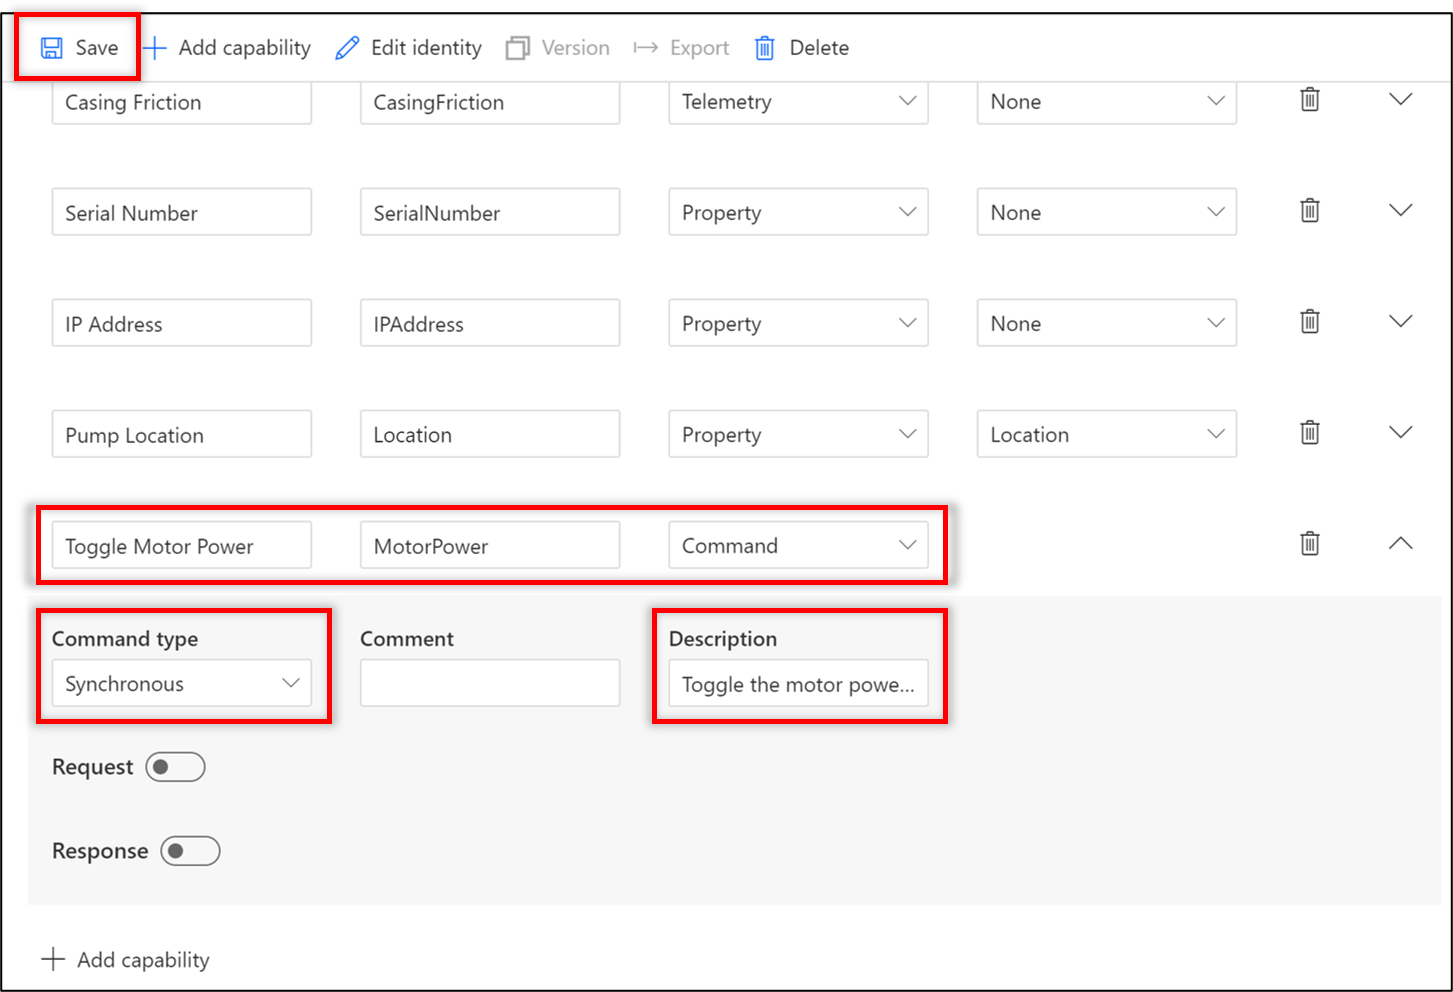 Save Add capability Edit identity Version Export Delete
Casing Friction CasingFriction Telemetry None
Serial Number SerialNumber Property None
IP Address IPAddress Property None
Pump Location Location Property Location
Toggle Motor Power MotorPower Command
Command type Comment Description
Synchronous Toggle the motor powe...
Request
Response
Add capability